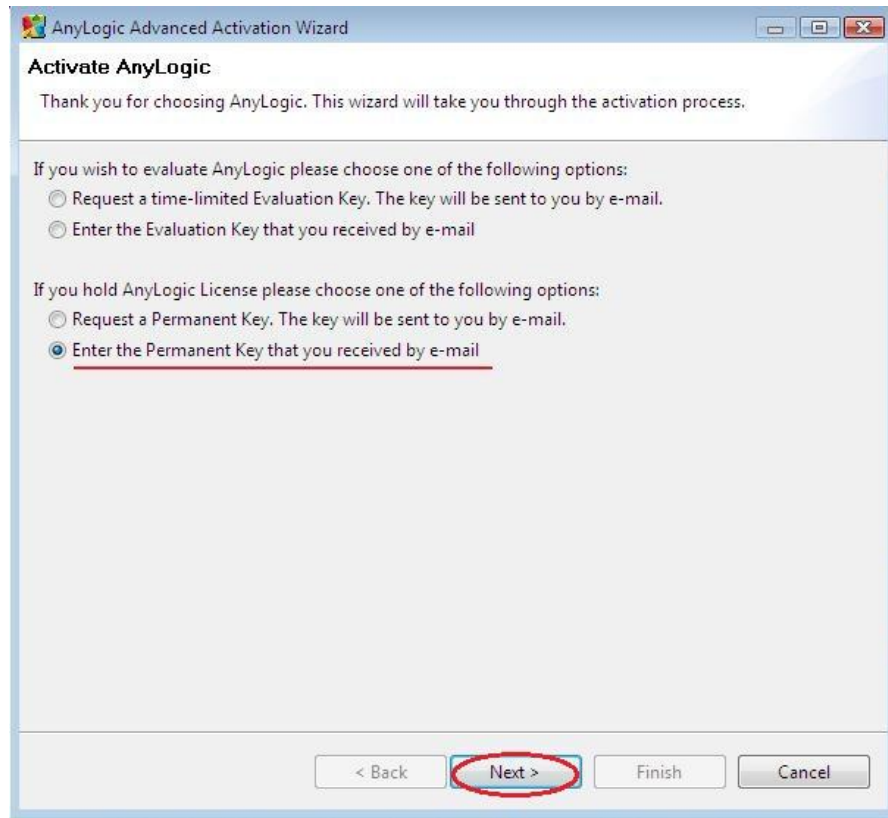 AnyLogic Advanced Activation Wizard
Activate AnyLogic
Thank you for choosing AnyLogic. This wizard will take you through the activation process.
If you wish to evaluate AnyLogic please choose one of the following options:
Request a time-limited Evaluation Key. The key will be sent to you by e-mail.
Enter the Evaluation Key that you received by e-mail
If you hold AnyLogic License please choose one of the following options:
Request a Permanent Key. The key will be sent to you by e-mail.
Enter the Permanent Key that you received by e-mail
< Back Next > Finish Cancel